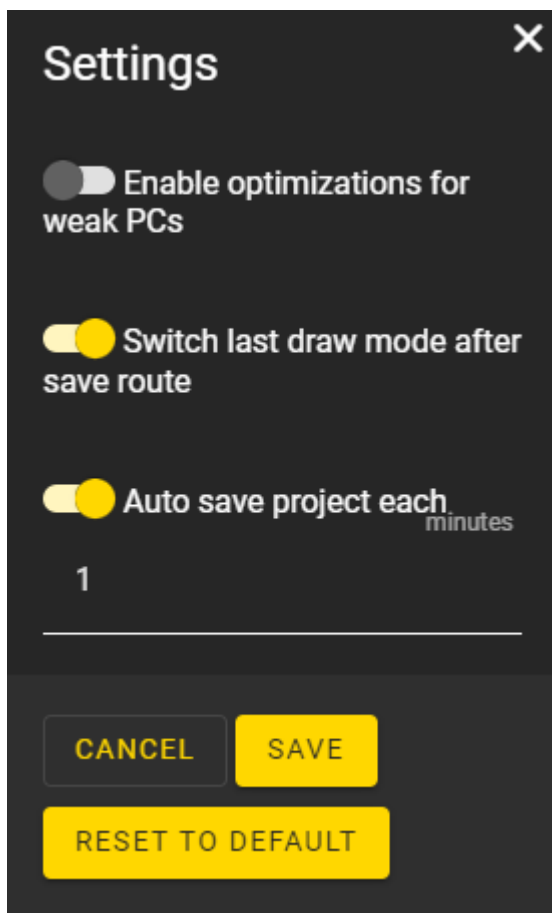 Settings
Enable optimizations for
weak PCs
Switch last draw mode after
save route
Auto save project each
minutes
1
CANCEL SAVE
RESET TO DEFAULT